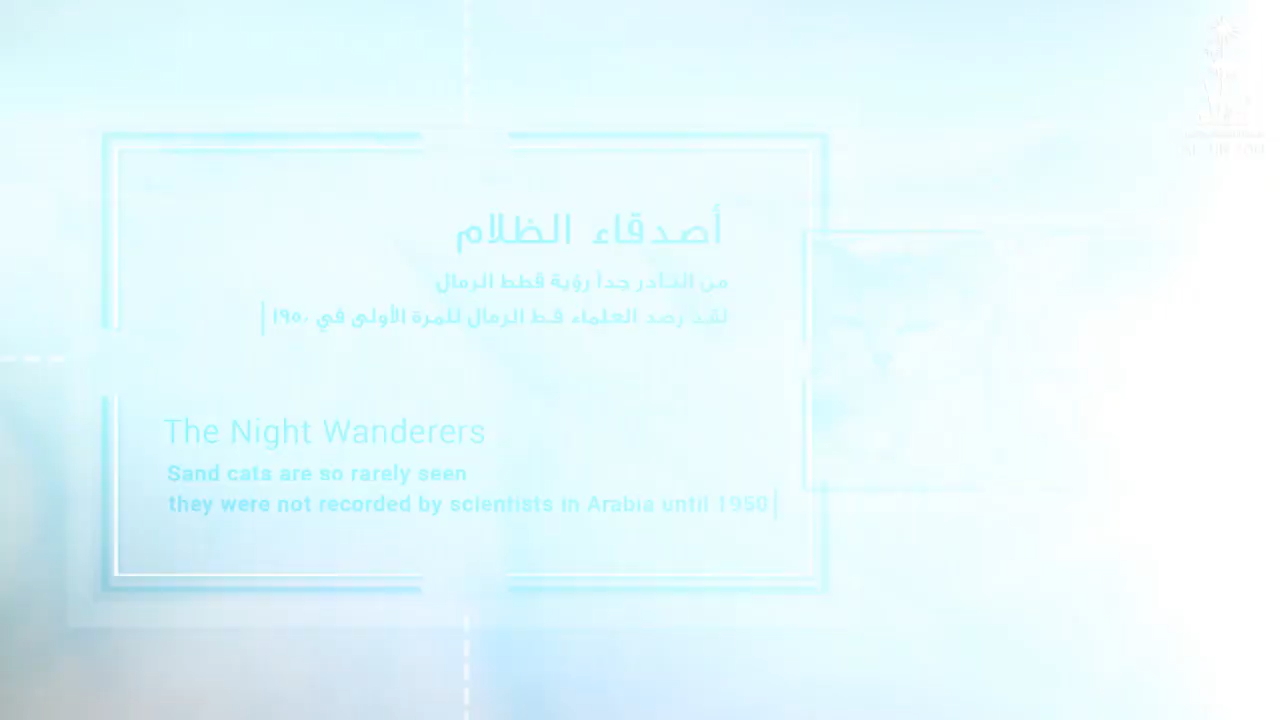 أصدقاء الظلام
من النادر جداً رؤية قطط الرمال
لقد رصد العلماء قط الرمال للمرة الأولى في ١٩٥٠
The Night Wanderers
Sand cats are so rarely seen
they were not recorded by scientists in Arabia until 1950